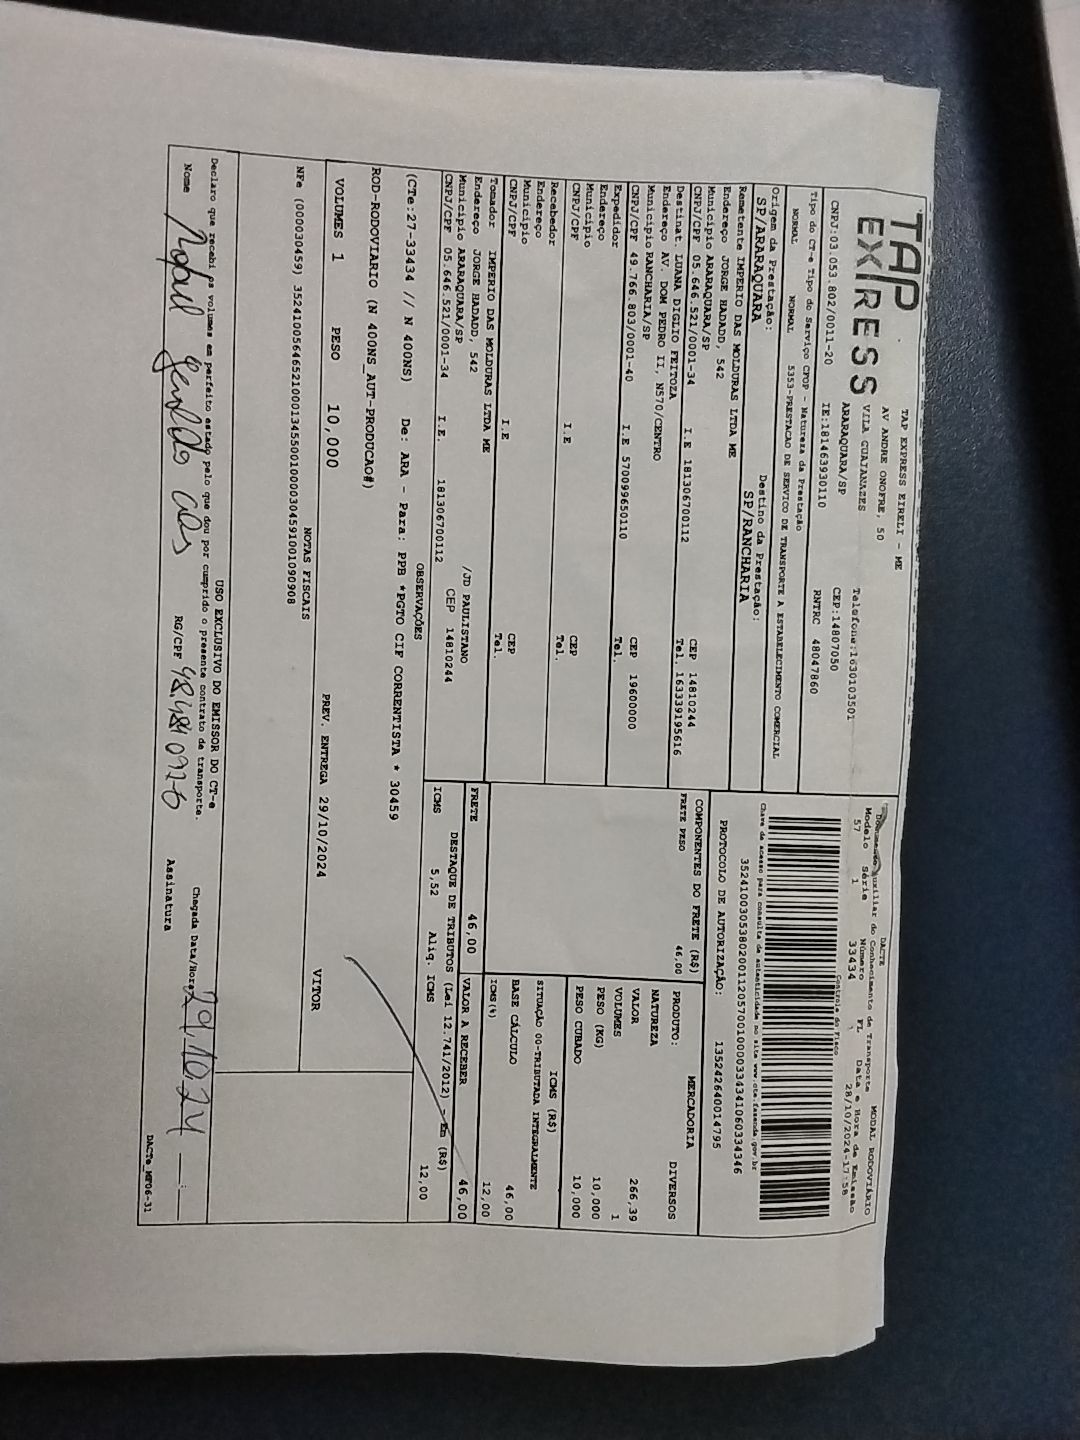 TAP
EXPRESS
TAP EXPRESS EIRELI - ME
AV ANDRE ONOFRE, 50
VILA GUAIANAZES
ARARAQUARA/SP
Telefone:1630103501
CEP:14807050
CNPJ:03.053.802/0011-20 IE:181463930110 RNTRC 48047860
Tipo do CT-e Tipo do Serviço CFOP - Natureza da Prestação
NORMAL NORMAL 5353-PRESTACAO DE SERVICO DE TRANSPORTE A ESTABELECIMENTO COMERCIAL
Origem da Prestação: Destino da Prestação:
SP/ARARAQUARA SP/RANCHARIA
Remetente IMPERIO DAS MOLDURAS LTDA ME
Endereço JORGE HADADD, 542
Município ARARAQUARA/SP CEP 14810244
CNPJ/CPF 05.646.521/0001-34 I.E 181306700112 Tel. 163339195616
Destinat. LUANA DIGLIO FEITOZA
Endereço AV. DOM PEDRO II, N570/CENTRO
Município RANCHARIA/SP CEP 19600000
CNPJ/CPF 49.766.803/0001-40 I.E 570099650110 Tel.
Expedidor
Endereço
Município CEP
CNPJ/CPF I.E Tel.
Recebedor
Endereço
Município CEP
CNPJ/CPF I.E Tel.
Tomador IMPERIO DAS MOLDURAS LTDA ME
Endereço JORGE HADADD, 542 /JD PAULISTANO
Município ARARAQUARA/SP CEP 14810244
CNPJ/CPF 05.646.521/0001-34 I.E. 181306700112
DACTE MODAL RODOVIÁRIO
Documento Auxiliar do Conhecimento de Transporte
Modelo Série Número FL Data e Hora de Emissão
57 1 33434 28/10/2024-17:58
Controle do Fisco
Chave de acesso para consulta de autenticidade no site www.cte.fazenda.gov.br
35241003053802001120570010000334341060334346
PROTOCOLO DE AUTORIZAÇÃO: 135242640014795
COMPONENTES DO FRETE (R$)
FRETE PESO 46,00
MERCADORIA
PRODUTO: DIVERSOS
NATUREZA
VALOR 266,39
VOLUMES 1
PESO (KG) 10,000
PESO CUBADO 10,000
ICMS (R$)
SITUAÇÃO 00-TRIBUTADA INTEGRALMENTE
BASE CÁLCULO 46,00
ICMS(%) 12,00
FRETE 46,00 VALOR A RECEBER 46,00
DESTAQUE DE TRIBUTOS (Lei 12.741/2012) - Em (R$)
ICMS 5,52 Aliq. ICMS 12,00
OBSERVAÇÕES
(CTe:27-33434 // N 400NS) De: ARA - Para: PPB *PGTO CIF CORRENTISTA * 30459
ROD-RODOVIARIO (N 400NS_AUT-PRODUCAO#)
VOLUMES 1 PESO 10,000 PREV. ENTREGA 29/10/2024 VITOR
NOTAS FISCAIS
NFe (000030459) 35241005646521000134550010000304591001090908
USO EXCLUSIVO DO EMISSOR DO CT-e
Declaro que recebi os volumes em perfeito estado pelo que dou por cumprido o presente contrato de transporte. Chegada Data/Hora 29.10.24
Nome RG/CPF Assinatura
DACTe_MF06-31